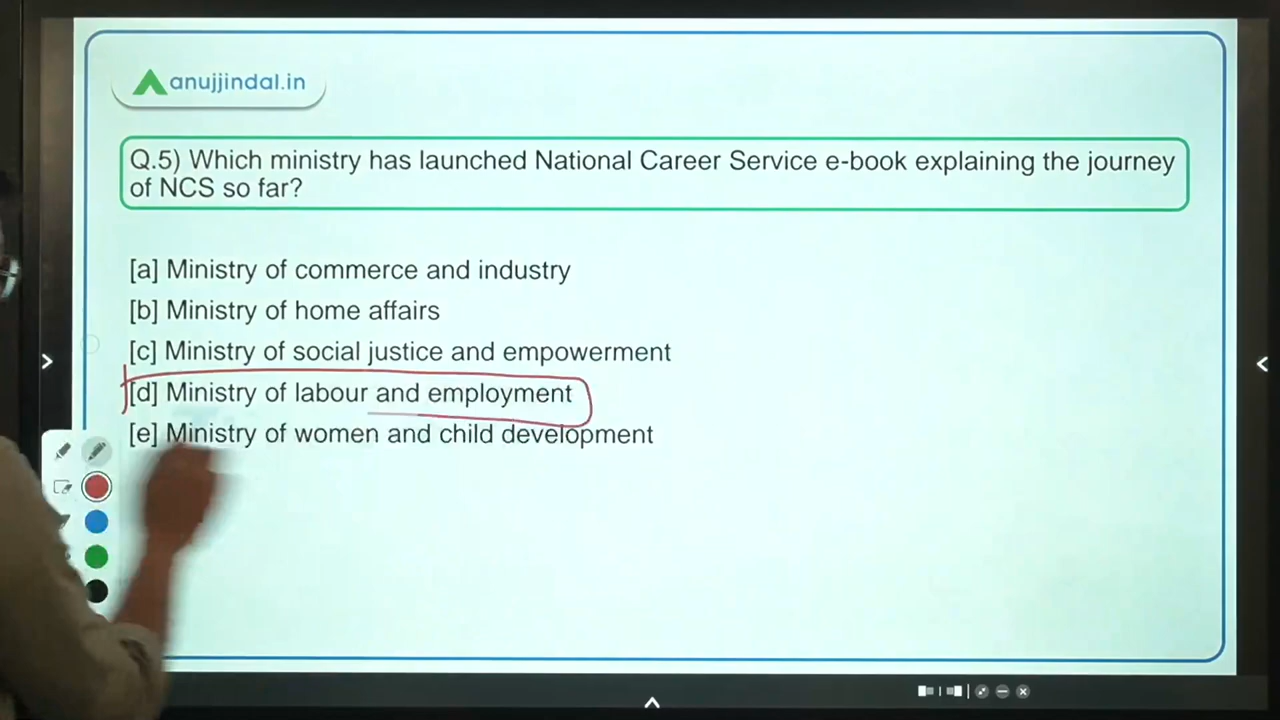 anujjindal.in
Q.5) Which ministry has launched National Career Service e-book explaining the journey
of NCS so far?
[a] Ministry of commerce and industry
[b] Ministry of home affairs
[c] Ministry of social justice and empowerment
[d] Ministry of labour and employment
[e] Ministry of women and child development